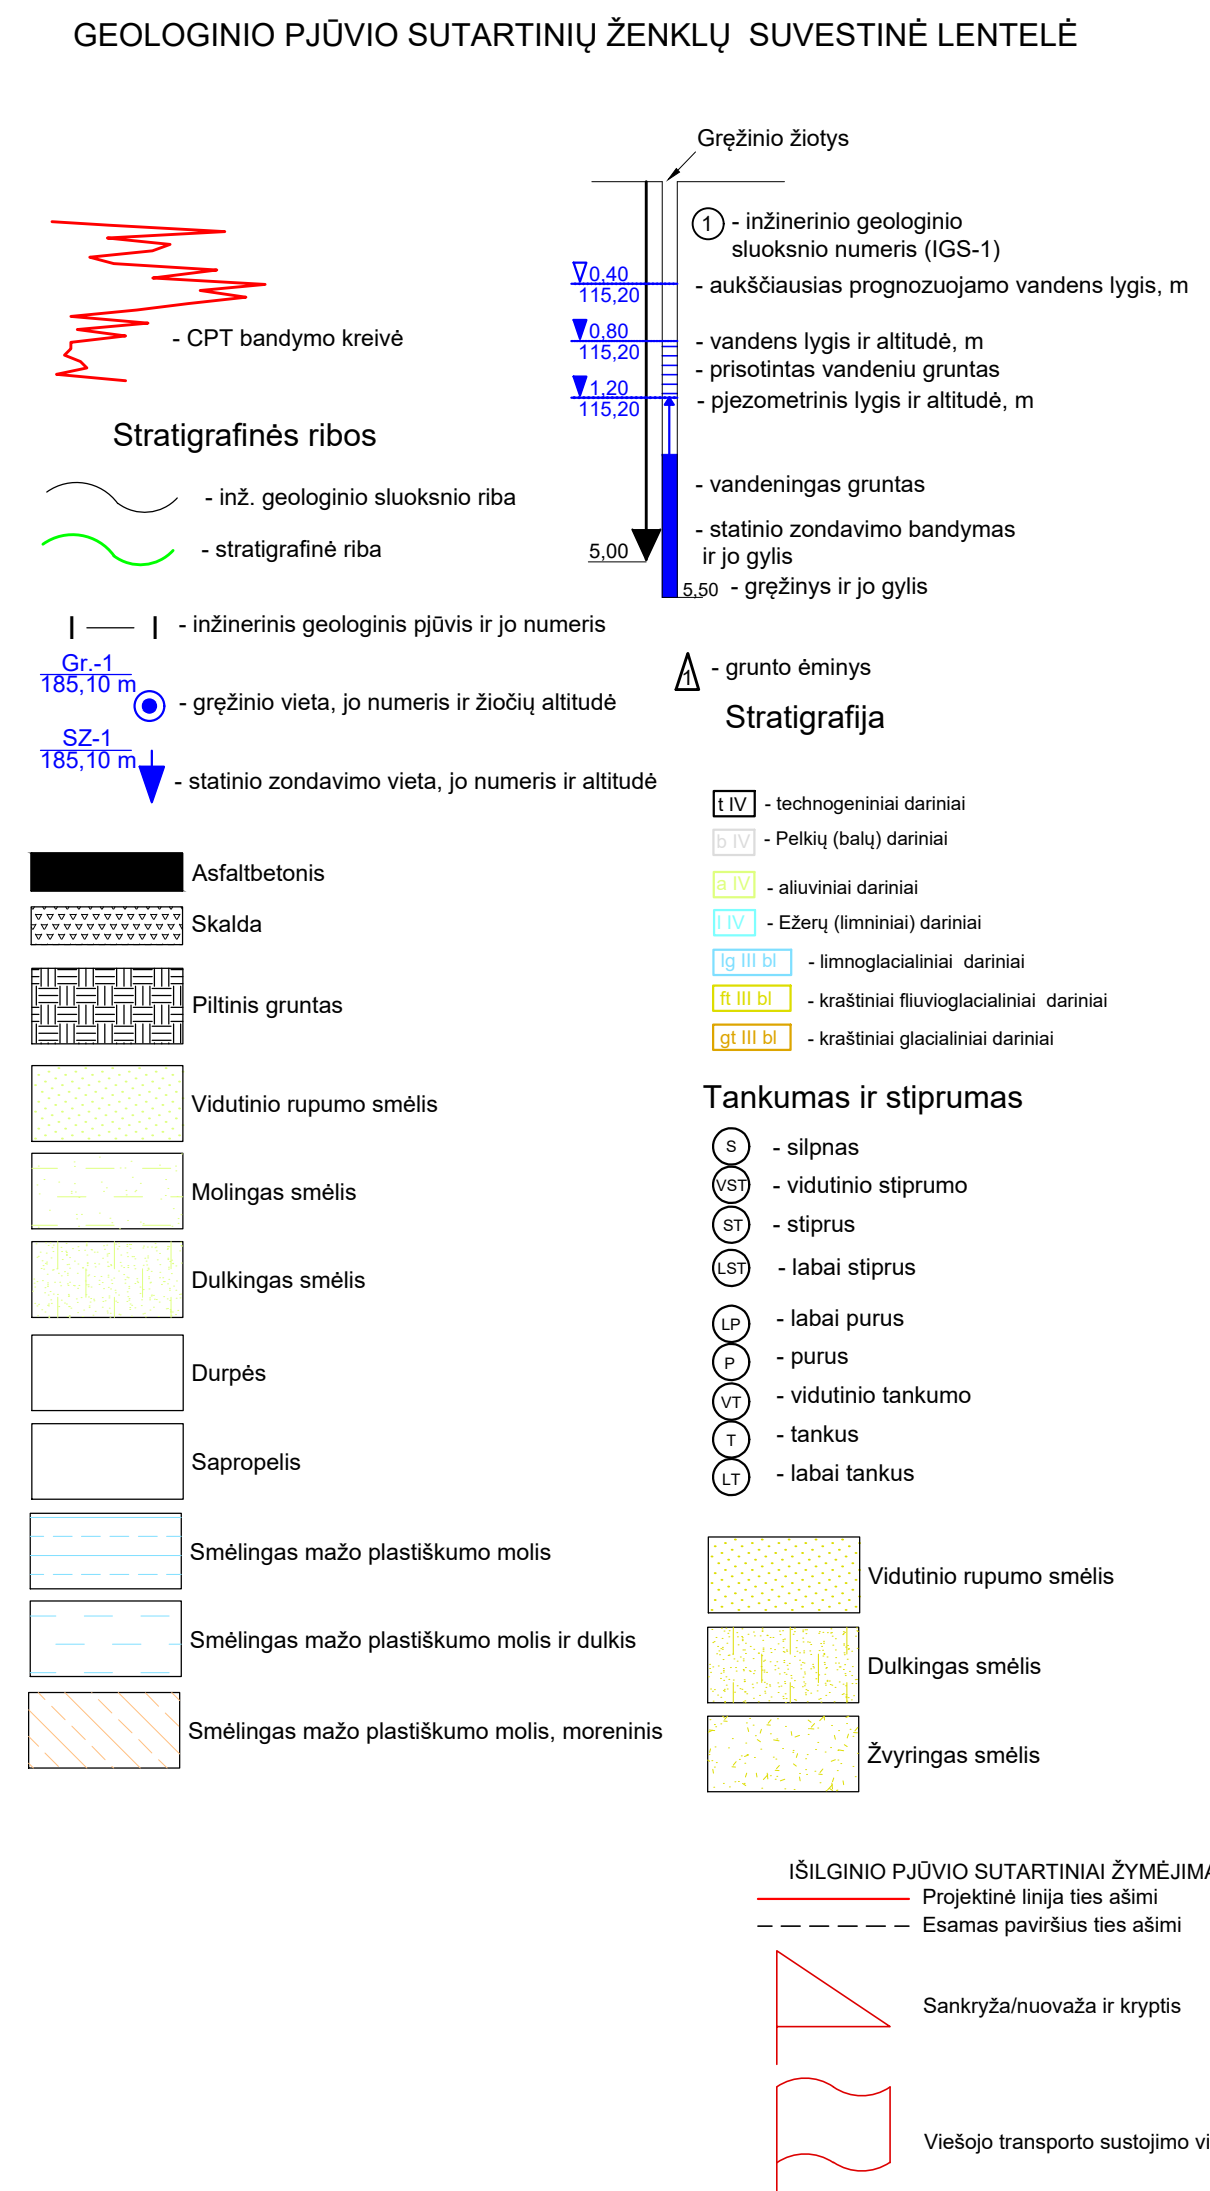 GEOLOGINIO PJŪVIO SUTARTINIŲ ŽENKLŲ SUVESTINĖ LENTELĖ
Gręžinio žiotys
1 - inžinerinio geologinio
sluoksnio numeris (IGS-1)
0,40
115,20
- aukščiausias prognozuojamo vandens lygis, m
0,80
115,20
- vandens lygis ir altitudė, m
- prisotintas vandeniu gruntas
1,20
115,20
- pjezometrinis lygis ir altitudė, m
- vandeningas gruntas
- statinio zondavimo bandymas
ir jo gylis
5,00
5,50 - gręžinys ir jo gylis
- CPT bandymo kreivė
Stratigrafinės ribos
- inž. geologinio sluoksnio riba
- stratigrafinė riba
I I - inžinerinis geologinis pjūvis ir jo numeris
Gr.-1
185,10 m
- gręžinio vieta, jo numeris ir žiočių altitudė
SZ-1
185,10 m
- statinio zondavimo vieta, jo numeris ir altitudė
1 - grunto ėminys
Stratigrafija
t IV - technogeniniai dariniai
b IV - Pelkių (balų) dariniai
a IV - aliuviniai dariniai
l IV - Ežerų (limniniai) dariniai
lg III bl - limnoglacialiniai dariniai
ft III bl - kraštiniai fliuvioglacialiniai dariniai
gt III bl - kraštiniai glacialiniai dariniai
Asfaltbetonis
Skalda
Piltinis gruntas
Vidutinio rupumo smėlis
Molingas smėlis
Dulkingas smėlis
Durpės
Sapropelis
Smėlingas mažo plastiškumo molis
Smėlingas mažo plastiškumo molis ir dulkis
Smėlingas mažo plastiškumo molis, moreninis
Tankumas ir stiprumas
S - silpnas
VST - vidutinio stiprumo
ST - stiprus
LST - labai stiprus
LP - labai purus
P - purus
VT - vidutinio tankumo
T - tankus
LT - labai tankus
Vidutinio rupumo smėlis
Dulkingas smėlis
Žvyringas smėlis
IŠILGINIO PJŪVIO SUTARTINIAI ŽYMĖJIMA
Projektinė linija ties ašimi
Esamas paviršius ties ašimi
Sankryža/nuovaža ir kryptis
Viešojo transporto sustojimo vi